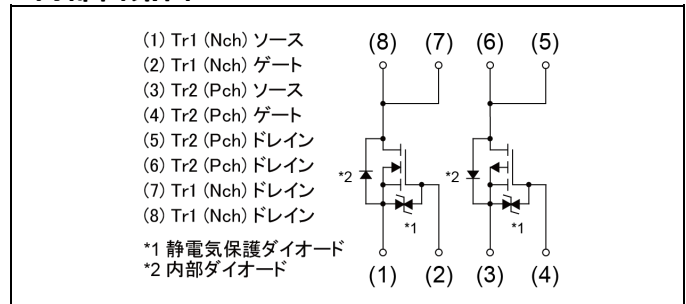 (1) Tr1 (Nch) ソース
(2) Tr1 (Nch) ゲート
(3) Tr2 (Pch) ソース
(4) Tr2 (Pch) ゲート
(5) Tr2 (Pch) ドレイン
(6) Tr2 (Pch) ドレイン
(7) Tr1 (Nch) ドレイン
(8) Tr1 (Nch) ドレイン
*1 静電気保護ダイオード
*2 内部ダイオード
(8) (7) (6) (5)
*2 *2
*1 *1
(1) (2) (3) (4)